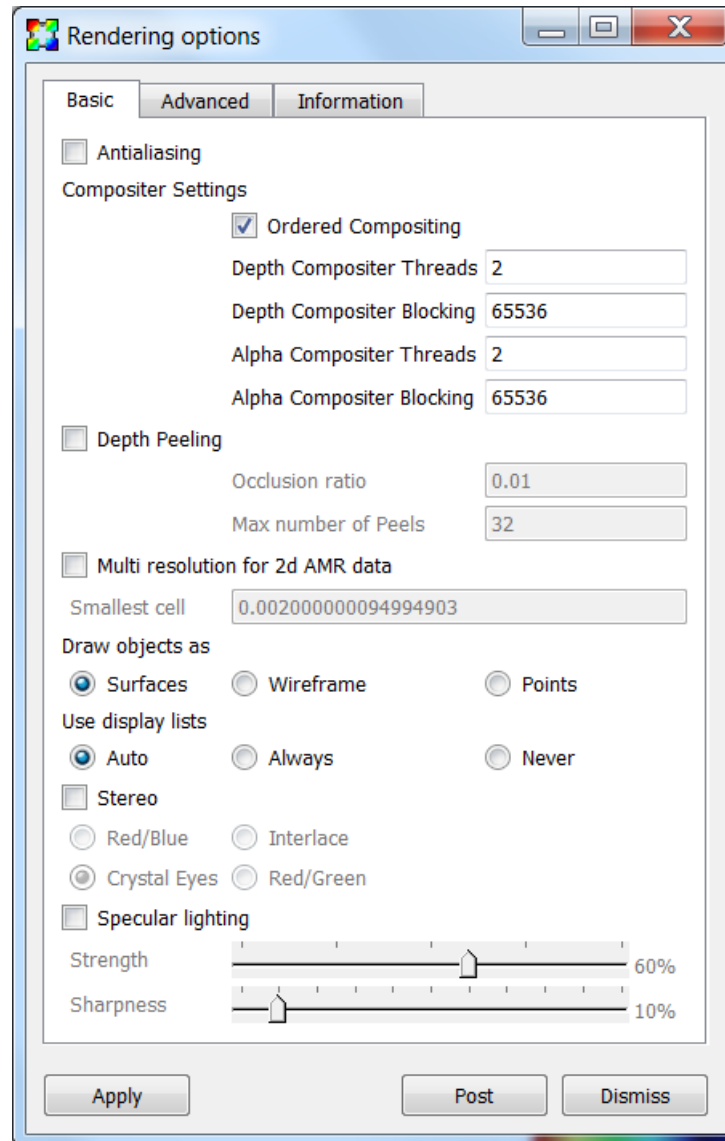 Rendering options
Basic Advanced Information
Antialiasing
Compositer Settings
Ordered Compositing
Depth Compositer Threads 2
Depth Compositer Blocking 65536
Alpha Compositer Threads 2
Alpha Compositer Blocking 65536
Depth Peeling
Occlusion ratio 0.01
Max number of Peels 32
Multi resolution for 2d AMR data
Smallest cell 0.002000000094994903
Draw objects as
Surfaces Wireframe Points
Use display lists
Auto Always Never
Stereo
Red/Blue Interlace
Crystal Eyes Red/Green
Specular lighting
Strength 60%
Sharpness 10%
Apply Post Dismiss